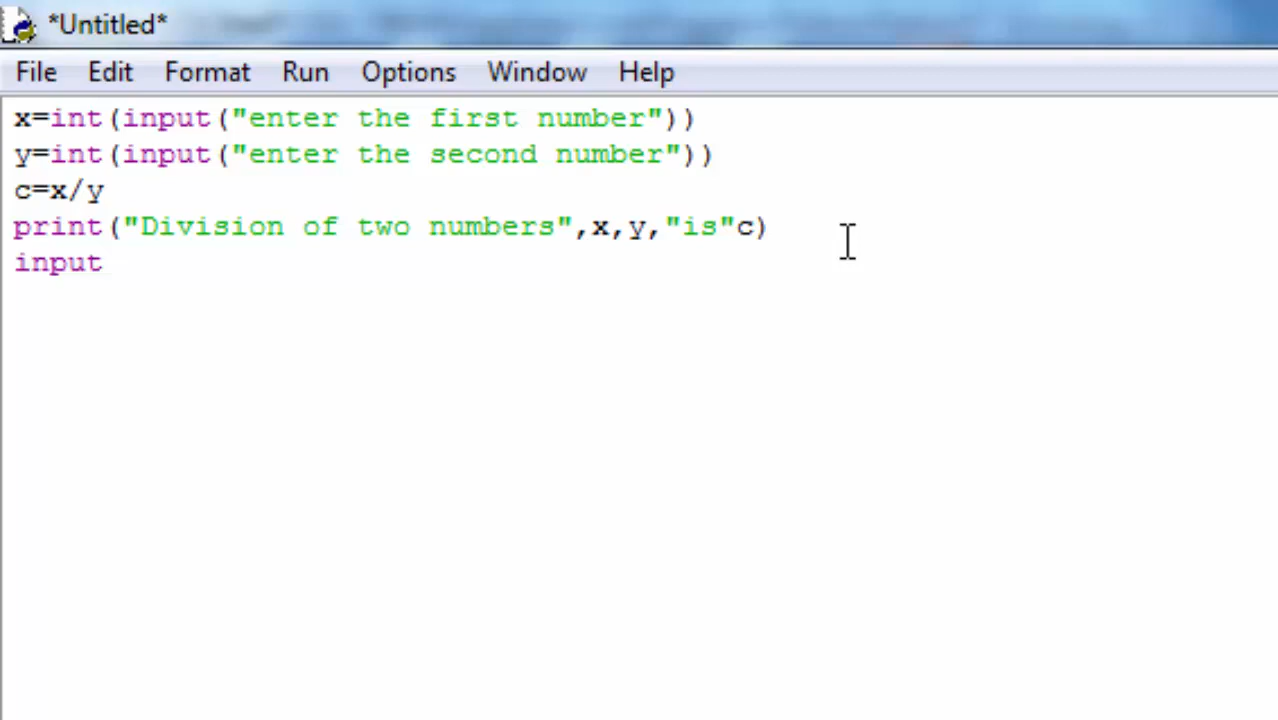 *Untitled*
File Edit Format Run Options Window Help
x=int(input("enter the first number"))
y=int(input("enter the second number"))
c=x/y
print("Division of two numbers",x,y,"is"c)
input